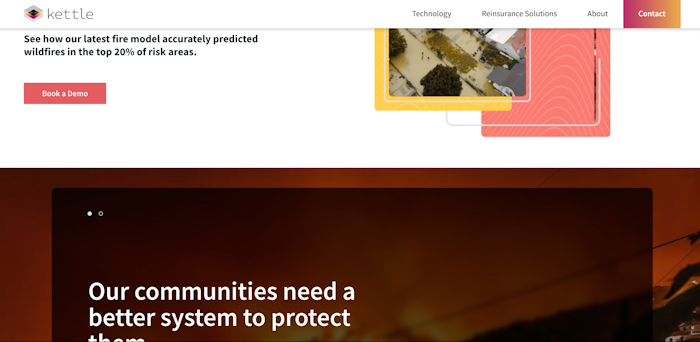 kettle
Technology
Reinsurance Solutions
About
Contact
See how our latest fire model accurately predicted
wildfires in the top 20% of risk areas.
Book a Demo
Our communities need a
better system to protect
them